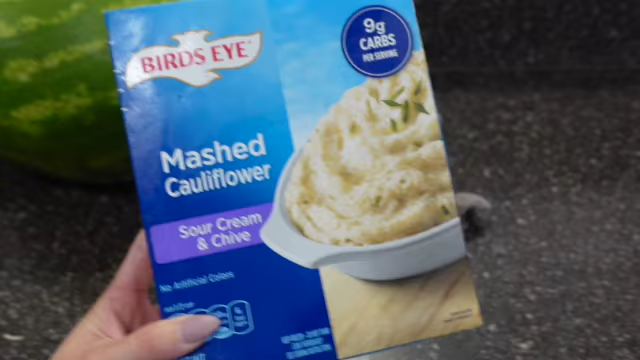 BIRDS EYE®
9g
CARBS
PER SERVING
Mashed
Cauliflower
Sour Cream
& Chive
No Artificial Colors